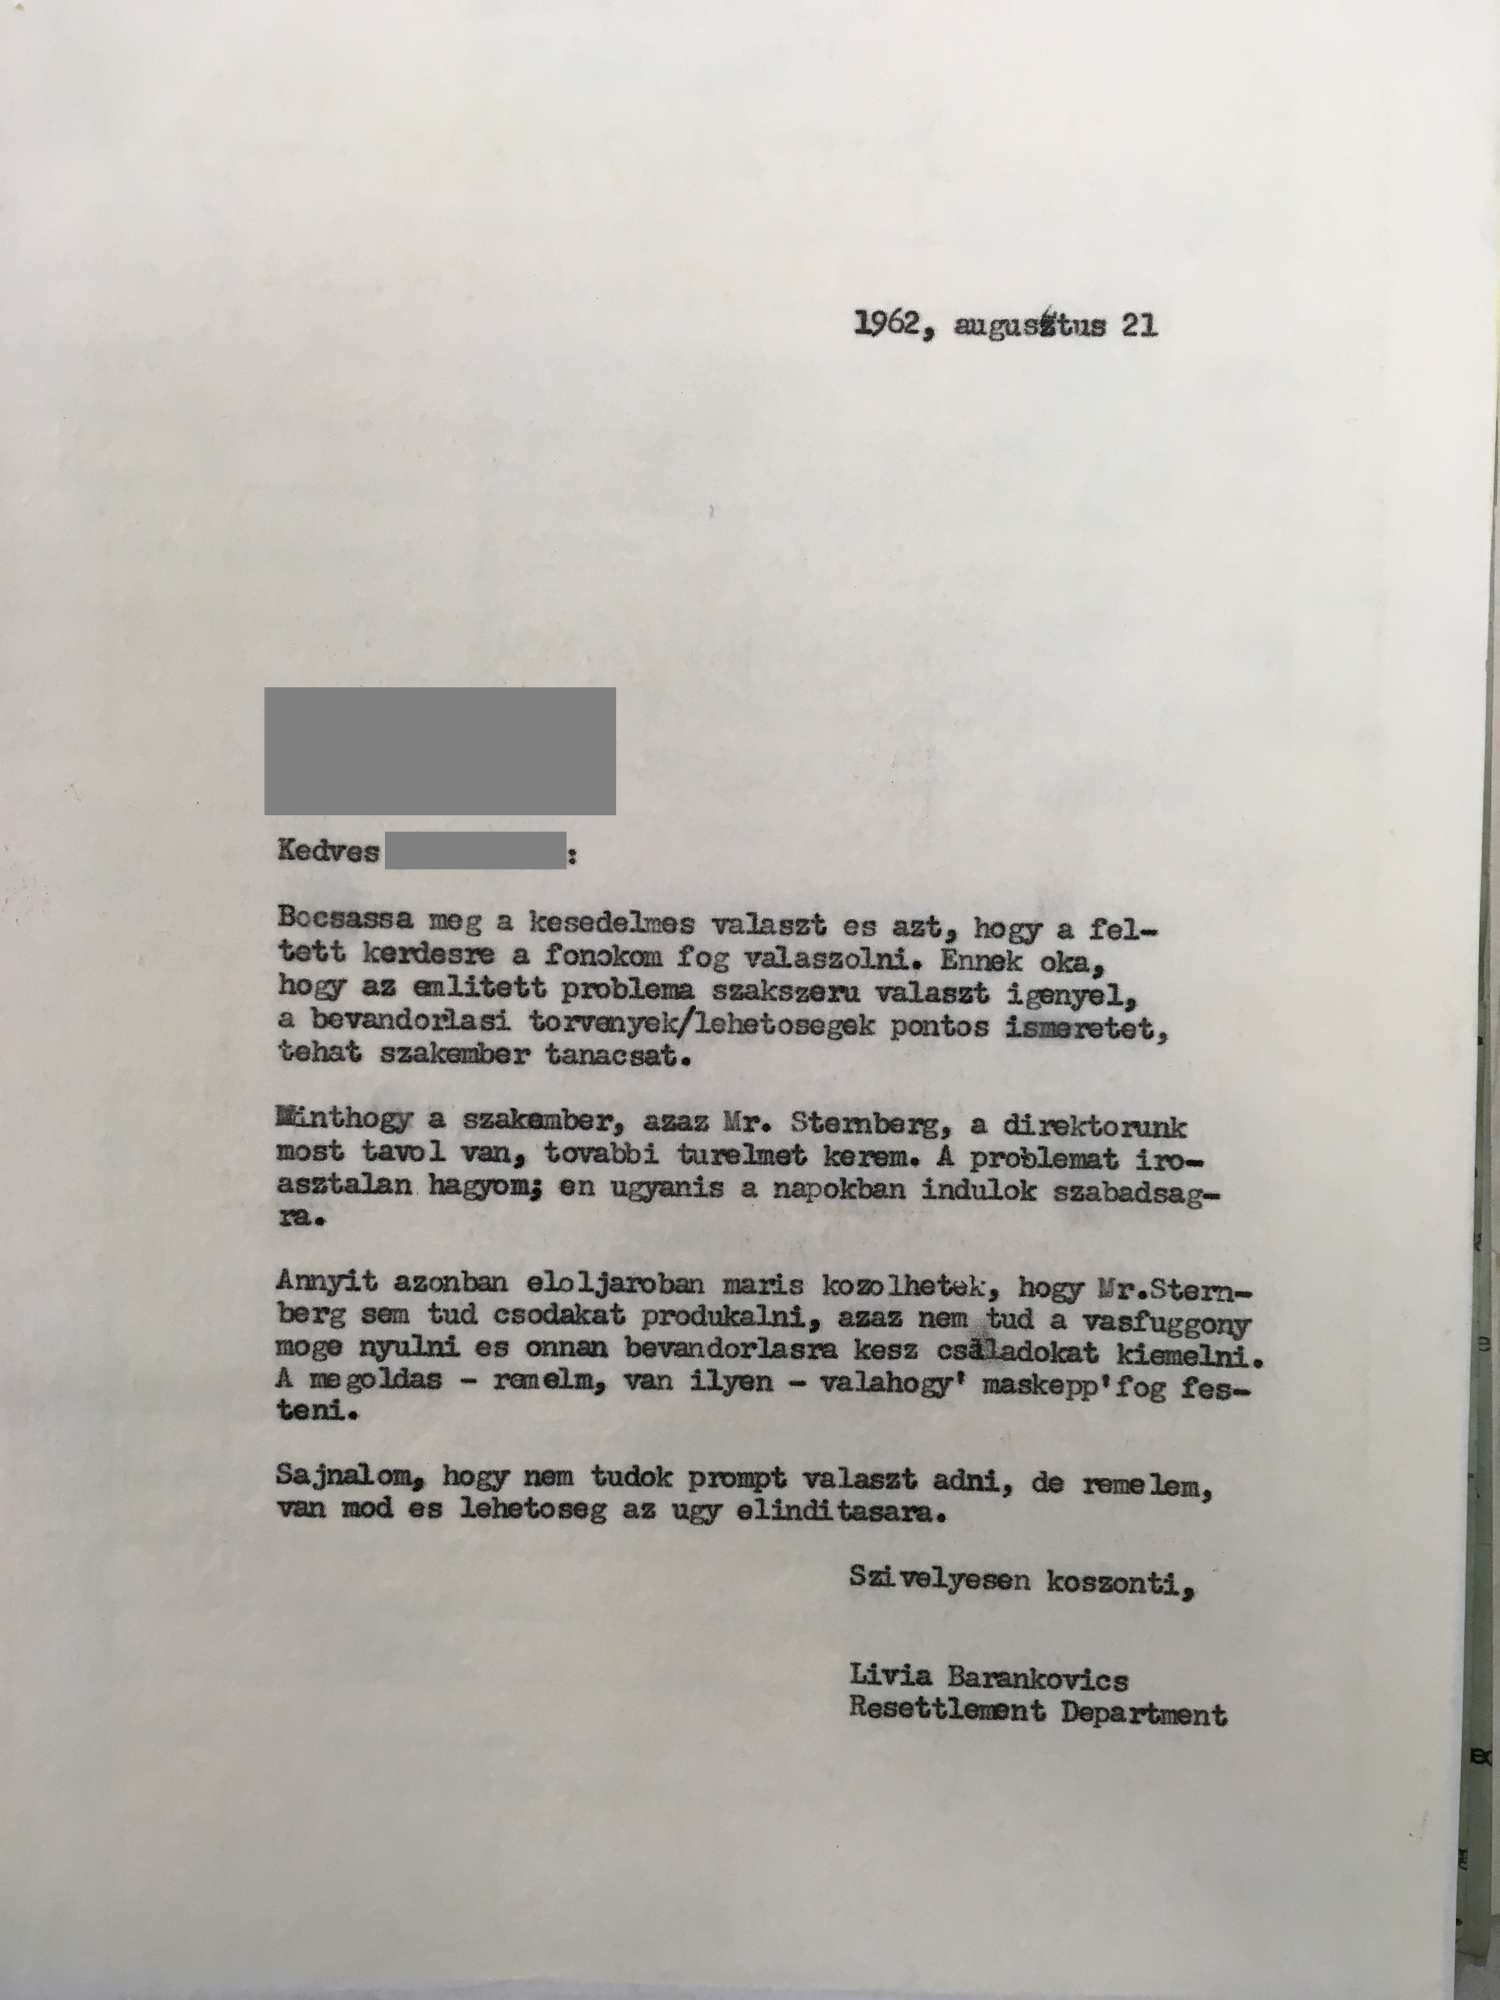 1962, augusztus 21
Kedves :
Bocsassa meg a kesedelmes valaszt es azt, hogy a fel-
tett kerdesre a fonokom fog valaszolni. Ennek oka,
hogy az emlitett problema szakszeru valaszt igenyel,
a bevandorlasi torvenyek/lehetosegek pontos ismeretet,
tehat szakember tanacsat.
Minthogy a szakember, azaz Mr. Sternberg, a direktorunk
most tavol van, tovabbi turelmet kerem. A problemat iro-
asztalan hagyom; en ugyanis a napokban indulok szabadsag-
ra.
Annyit azonban eloljaroban maris kozolhetek, hogy Mr.Stern-
berg sem tud csodakat produkalni, azaz nem tud a vasfuggony
moge nyulni es onnan bevandorlasra kesz csaladokat kiemelni.
A megoldas - remelm, van ilyen - valahogy' maskepp'fog fes-
teni.
Sajnalom, hogy nem tudok prompt valaszt adni, de remelem,
van mod es lehetoseg az ugy elinditasara.
Szivelyesen koszonti,
Livia Barankovics
Resettlement Department